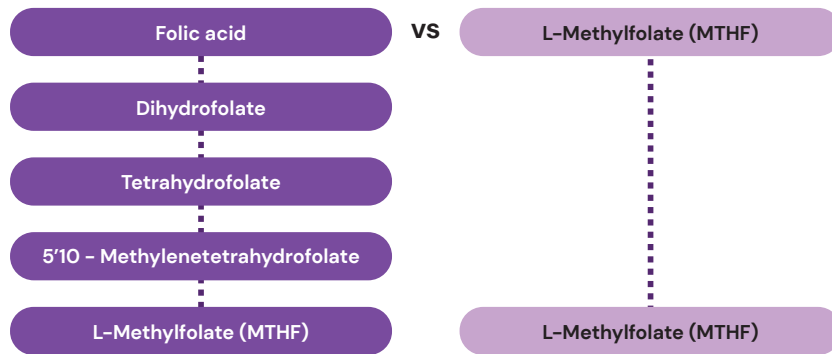 Folic acid
vs
L-Methylfolate (MTHF)
Dihydrofolate
Tetrahydrofolate
5'10 - Methylenetetrahydrofolate
L-Methylfolate (MTHF)
L-Methylfolate (MTHF)